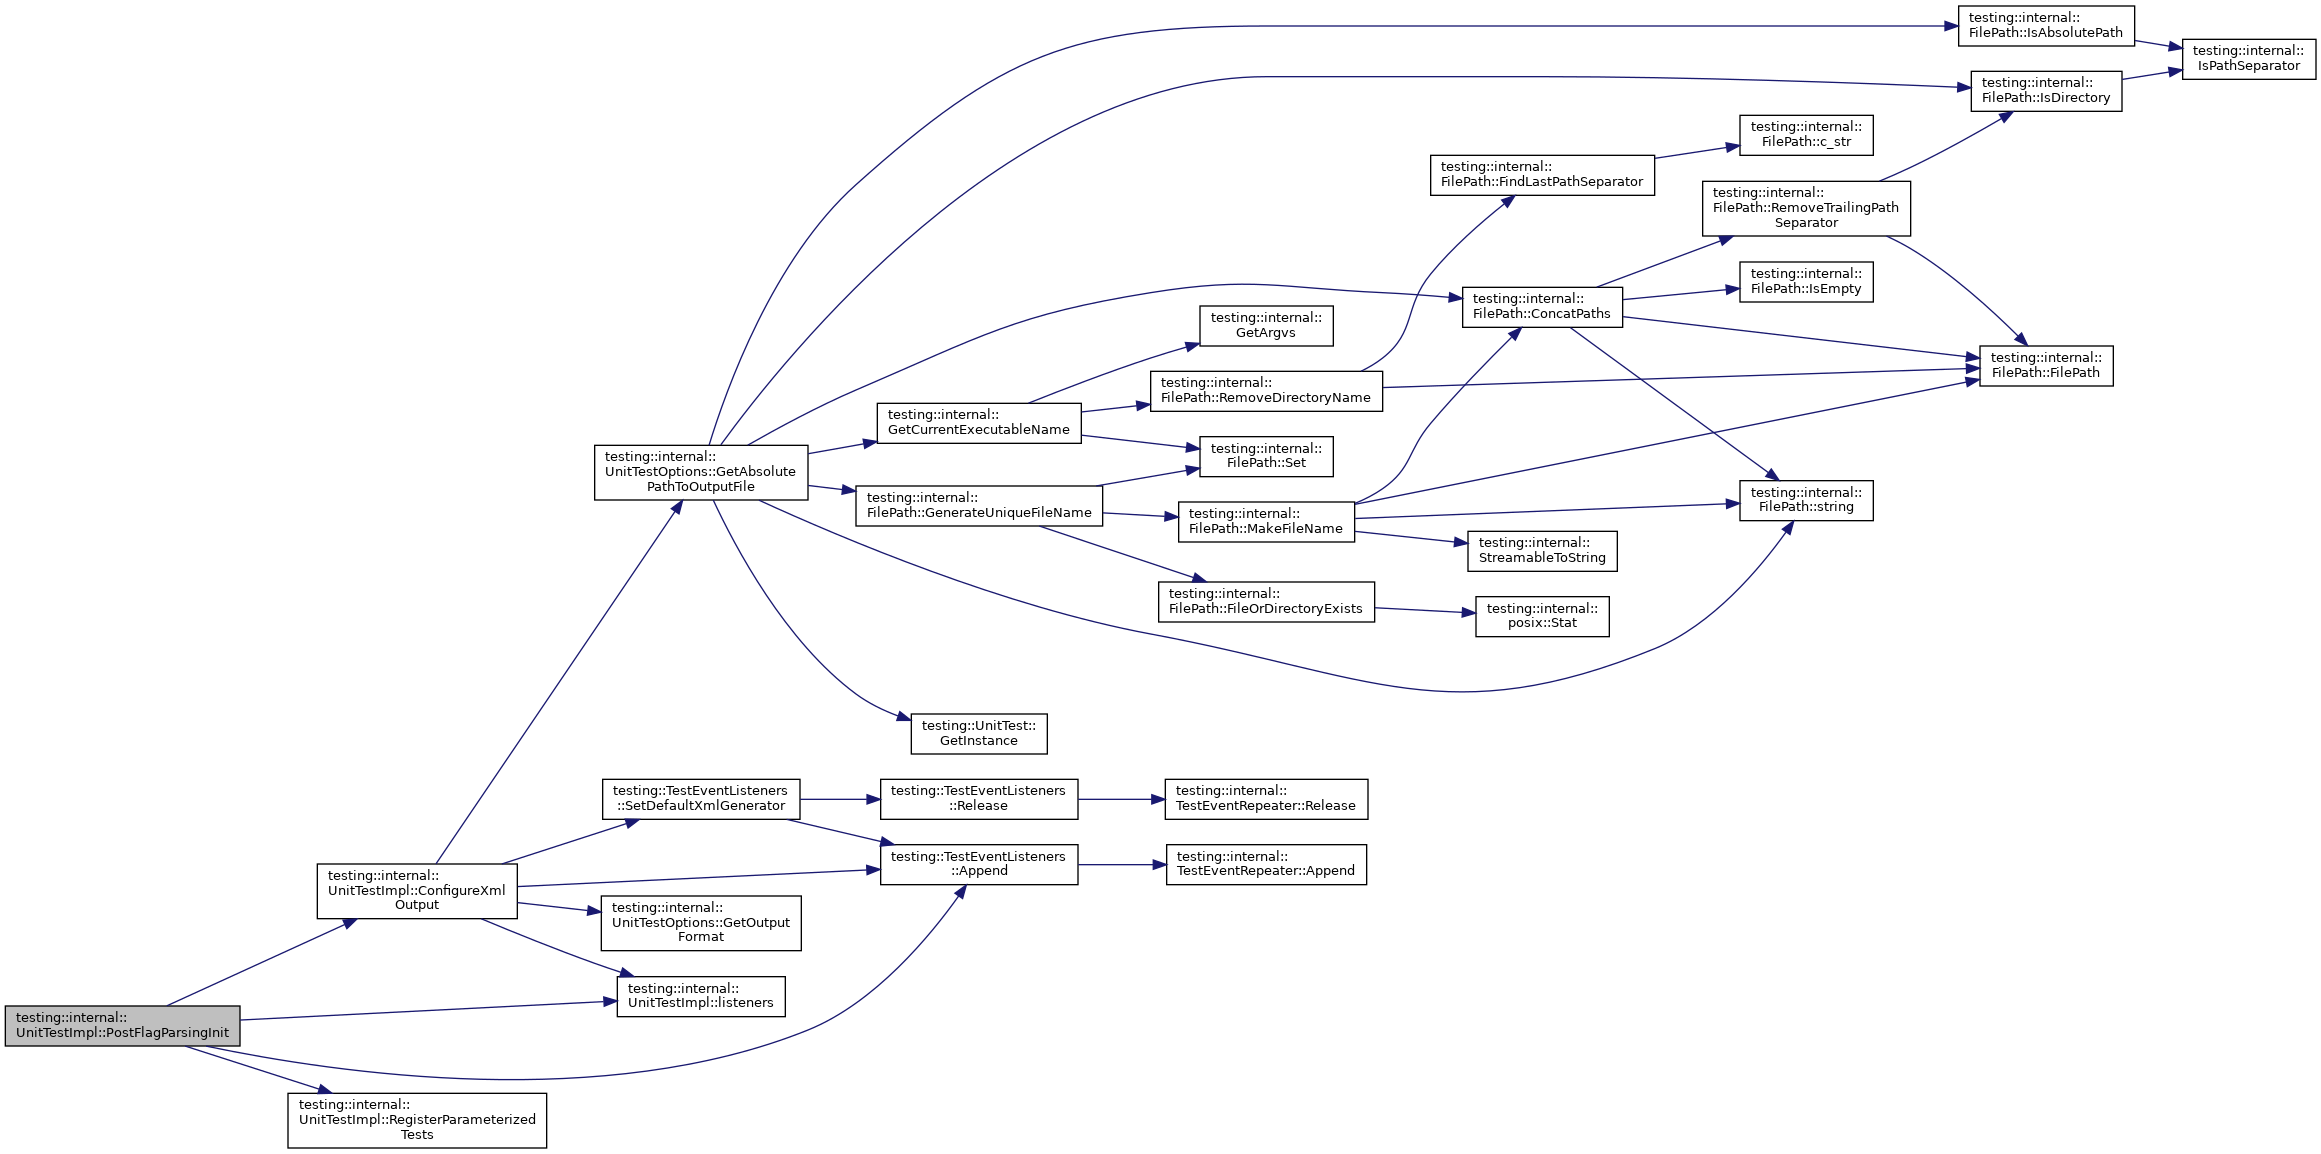 testing::internal::
FilePath::IsAbsolutePath
testing::internal::
IsPathSeparator
testing::internal::
FilePath::IsDirectory
testing::internal::
FilePath::c_str
testing::internal::
FilePath::FindLastPathSeparator
testing::internal::
FilePath::RemoveTrailingPath
Separator
testing::internal::
FilePath::IsEmpty
testing::internal::
FilePath::ConcatPaths
testing::internal::
GetArgvs
testing::internal::
FilePath::FilePath
testing::internal::
FilePath::RemoveDirectoryName
testing::internal::
GetCurrentExecutableName
testing::internal::
FilePath::Set
testing::internal::
UnitTestOptions::GetAbsolute
PathToOutputFile
testing::internal::
FilePath::GenerateUniqueFileName
testing::internal::
FilePath::MakeFileName
testing::internal::
FilePath::string
testing::internal::
StreamableToString
testing::internal::
FilePath::FileOrDirectoryExists
testing::internal::
posix::Stat
testing::UnitTest::
GetInstance
testing::TestEventListeners
::SetDefaultXmlGenerator
testing::TestEventListeners
::Release
testing::internal::
TestEventRepeater::Release
testing::TestEventListeners
::Append
testing::internal::
TestEventRepeater::Append
testing::internal::
UnitTestImpl::ConfigureXml
Output
testing::internal::
UnitTestOptions::GetOutput
Format
testing::internal::
UnitTestImpl::listeners
testing::internal::
UnitTestImpl::PostFlagParsingInit
testing::internal::
UnitTestImpl::RegisterParameterized
Tests